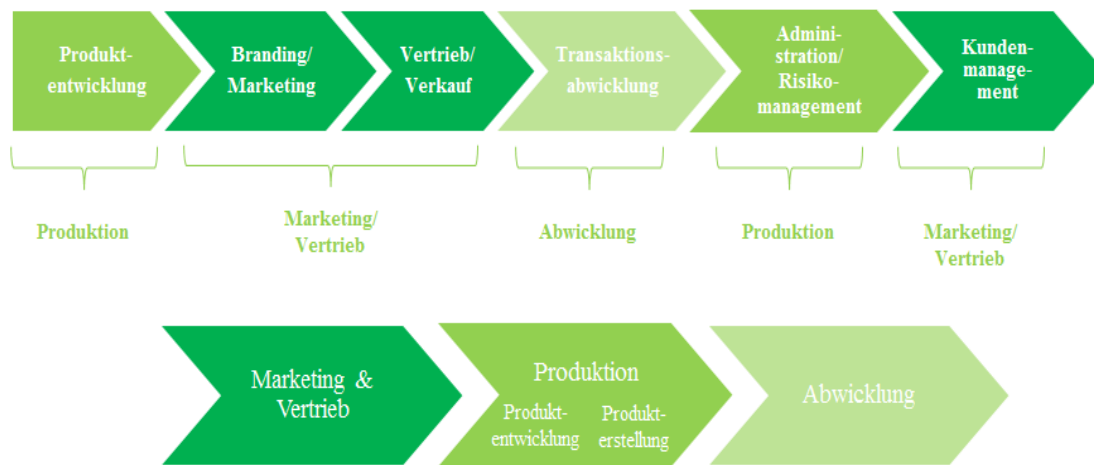 Produkt-
entwicklung
Branding/
Marketing
Vertrieb/
Verkauf
Transaktions-
abwicklung
Admini-
stration/
Risiko-
management
Kunden-
manage-
ment
Produktion
Marketing/
Vertrieb
Abwicklung
Produktion
Marketing/
Vertrieb
Marketing &
Vertrieb
Produktion
Produkt-
entwicklung
Produkt-
erstellung
Abwicklung